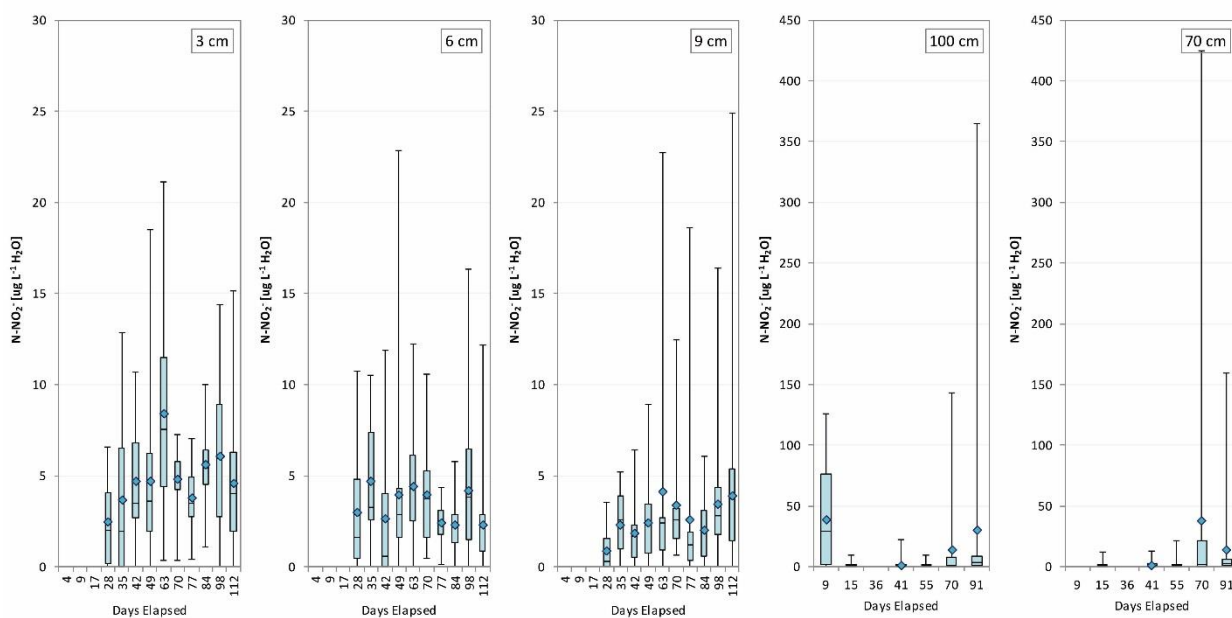 3 cm
30
25
20
15
10
5
0
N-NO₂⁻ [ug L⁻¹ H₂O]
4 9 17 28 35 42 49 63 70 77 84 98 112
Days Elapsed
6 cm
30
25
20
15
10
5
0
N-NO₂⁻ [ug L⁻¹ H₂O]
4 9 17 28 35 42 49 63 70 77 84 98 112
Days Elapsed
9 cm
30
25
20
15
10
5
0
N-NO₂⁻ [ug L⁻¹ H₂O]
4 9 17 28 35 42 49 63 70 77 84 98 112
Days Elapsed
100 cm
450
400
350
300
250
200
150
100
50
0
N-NO₂⁻ [ug L⁻¹ H₂O]
9 15 36 41 55 70 91
Days Elapsed
70 cm
450
400
350
300
250
200
150
100
50
0
N-NO₂⁻ [ug L⁻¹ H₂O]
9 15 36 41 55 70 91
Days Elapsed